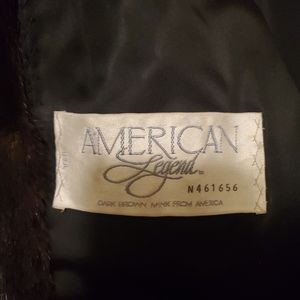 AMERICAN
Legend
N461656
DARK BROWN MINK FROM AMERICA